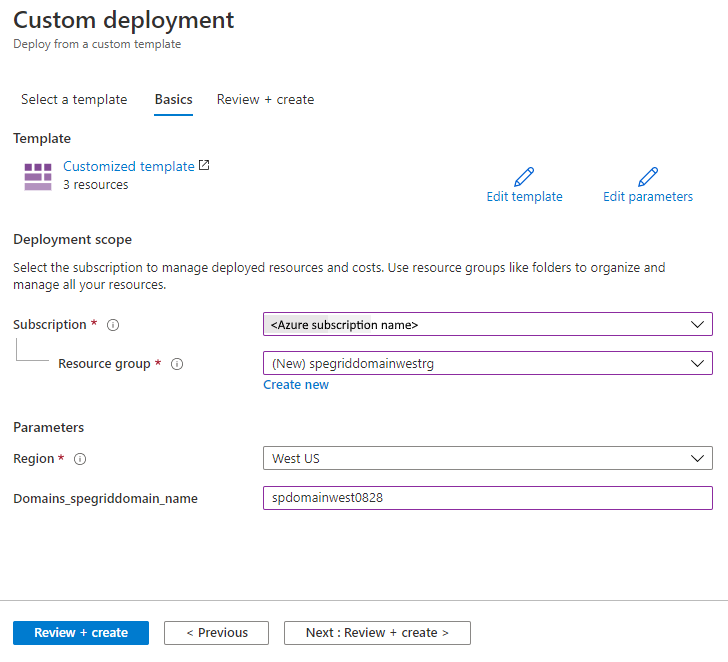 Custom deployment
Deploy from a custom template
Select a template Basics Review + create
Template
Customized template
3 resources
Edit template Edit parameters
Deployment scope
Select the subscription to manage deployed resources and costs. Use resource groups like folders to organize and
manage all your resources.
Subscription * <Azure subscription name>
Resource group * (New) spegriddomainwestrg
Create new
Parameters
Region * West US
Domains_spegriddomain_name spdomainwest0828
Review + create < Previous Next : Review + create >